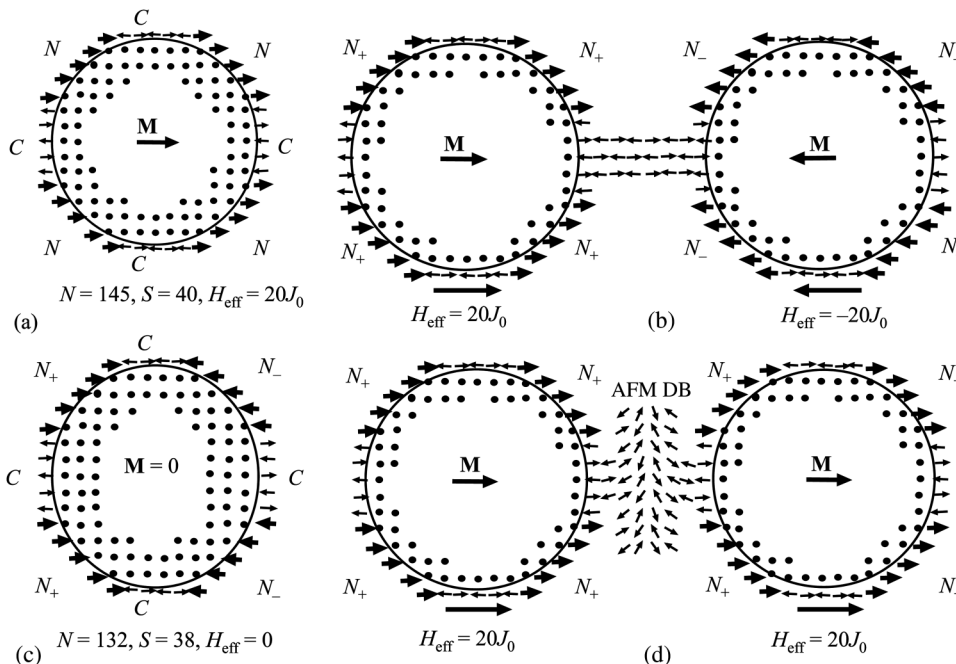 C
N N
M
C C
N N
C
N = 145, S = 40, H_eff = 20J_0
(a)
N_+ N_+ N_– N
M M
N_+ N_+ N_– N
H_eff = 20J_0
(b)
H_eff = –20J_0
C
N_+ N_–
M = 0
C C
N_+ N_–
C
N = 132, S = 38, H_eff = 0
(c)
N_+ N_+ N
AFM DB
M M
N_+ N_+ N
H_eff = 20J_0
(d)
H_eff = 20J_0